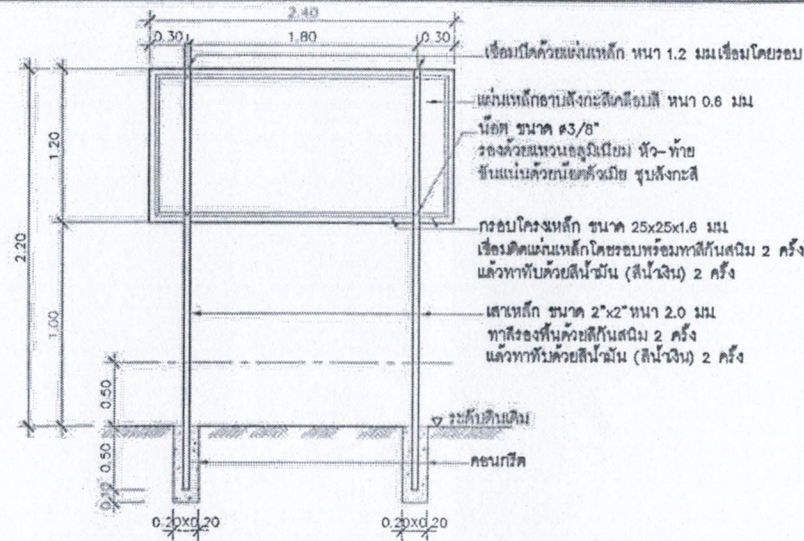 2.40
0.30 1.80 0.30
เชื่อมปิดด้วยแผ่นเหล็ก หนา 1.2 มม เชื่อมโดยรอบ
แผ่นเหล็กอาบสังกะสีเคลือบสี หนา 0.6 มม
น๊อต ขนาด ø3/8"
รองด้วยแหวนอลูมิเนียม หัว-ท้าย
ขันแน่นด้วยน๊อตตัวเมีย ชุบสังกะสี
1.20
2.20
กรอบโครงเหล็ก ขนาด 25x25x1.6 มม
เชื่อมติดแผ่นเหล็กโดยรอบพร้อมทาสีกันสนิม 2 ครั้ง
แล้วทาทับด้วยสีน้ำมัน (สีน้ำเงิน) 2 ครั้ง
1.00
เสาเหล็ก ขนาด 2"x2" หนา 2.0 มม
ทาสีรองพื้นด้วยสีกันสนิม 2 ครั้ง
แล้วทาทับด้วยสีน้ำมัน (สีน้ำเงิน) 2 ครั้ง
0.50
ระดับดินเดิม
0.50
คอนกรีต
0.20x0.20 0.20x0.20